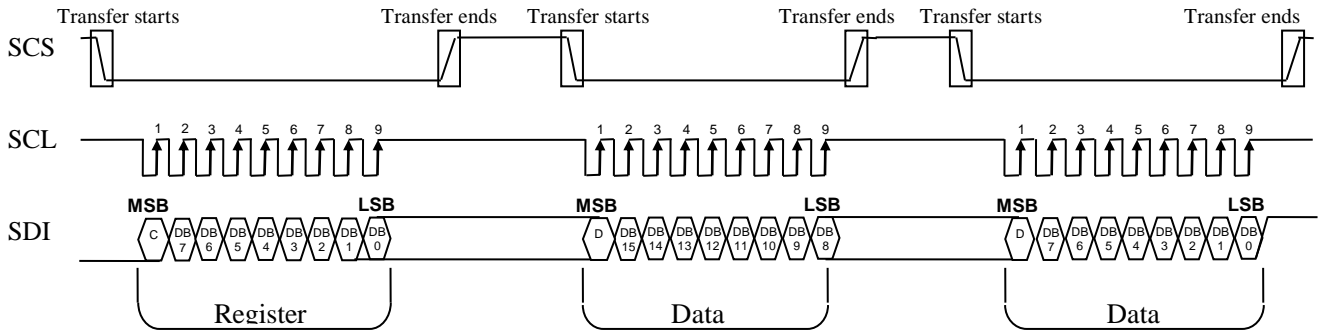 Transfer starts Transfer ends Transfer starts Transfer ends Transfer starts Transfer ends
SCS
SCL 1 2 3 4 5 6 7 8 9 1 2 3 4 5 6 7 8 9 1 2 3 4 5 6 7 8 9
MSB LSB MSB LSB MSB LSB
SDI C DB7 DB6 DB5 DB4 DB3 DB2 DB1 DB0 D DB15 DB14 DB13 DB12 DB11 DB10 DB9 DB8 D DB7 DB6 DB5 DB4 DB3 DB2 DB1 DB0
Register Data Data